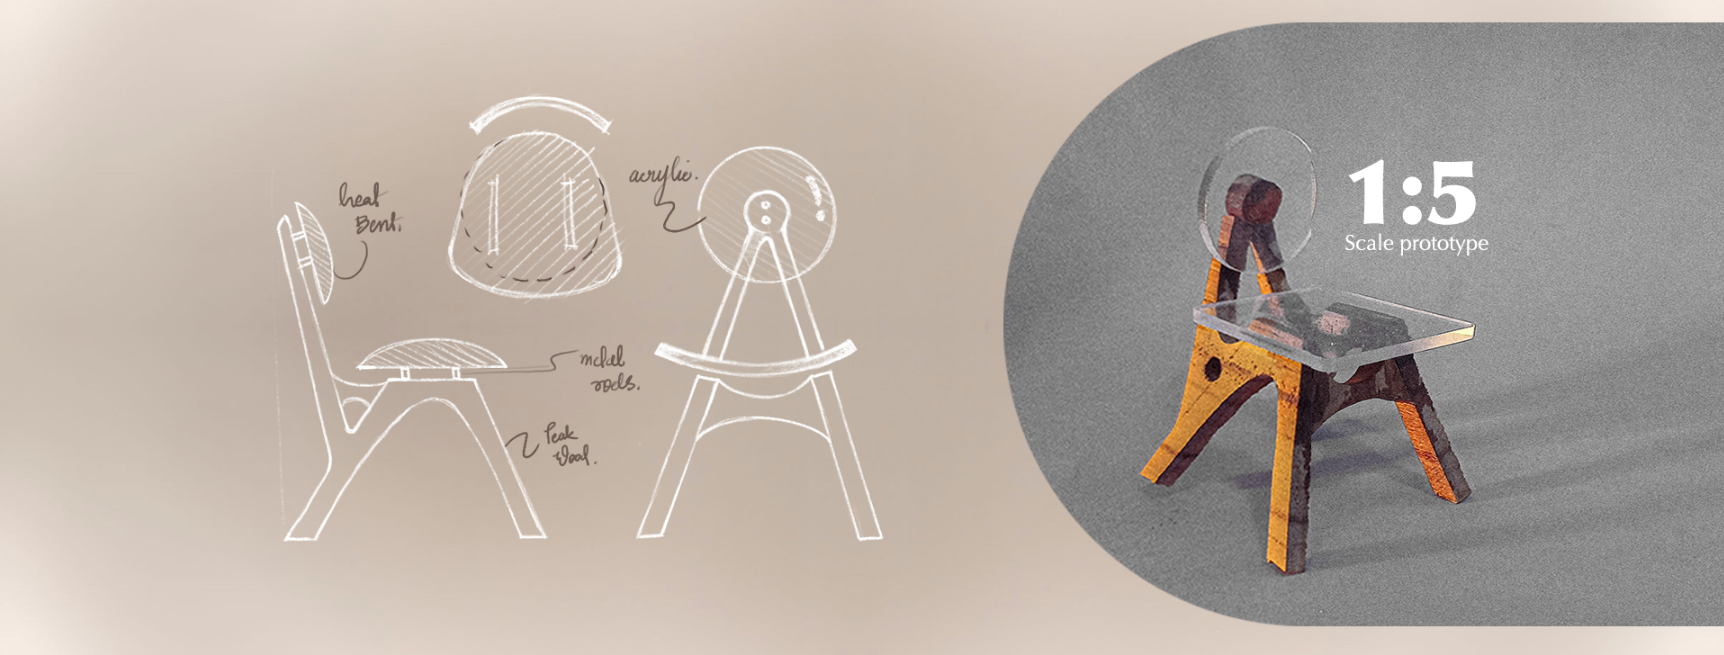 heat
Bent.
acrylic.
metal
rods.
Teak
Wood.
1:5
Scale prototype